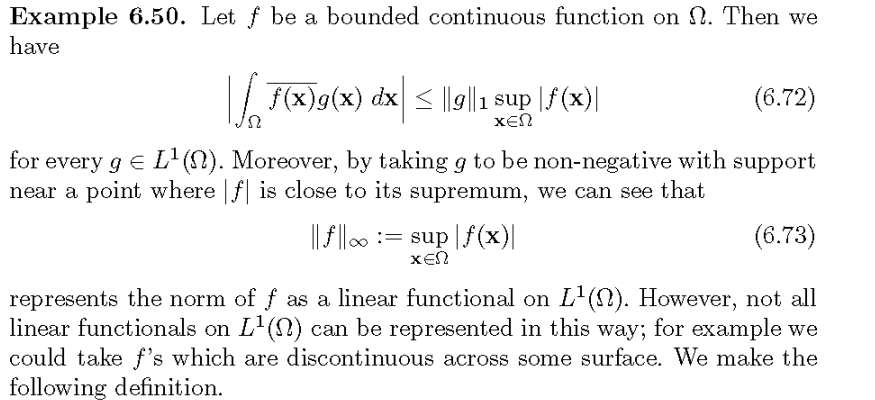 Example 6.50. Let f be a bounded continuous function on Ω. Then we
have
|∫_Ω \overline{f(x)}g(x) dx| ≤ ‖g‖₁ sup_{x∈Ω} |f(x)| (6.72)
for every g ∈ L¹(Ω). Moreover, by taking g to be non-negative with support
near a point where |f| is close to its supremum, we can see that
‖f‖_∞ := sup_{x∈Ω} |f(x)| (6.73)
represents the norm of f as a linear functional on L¹(Ω). However, not all
linear functionals on L¹(Ω) can be represented in this way; for example we
could take f's which are discontinuous across some surface. We make the
following definition.